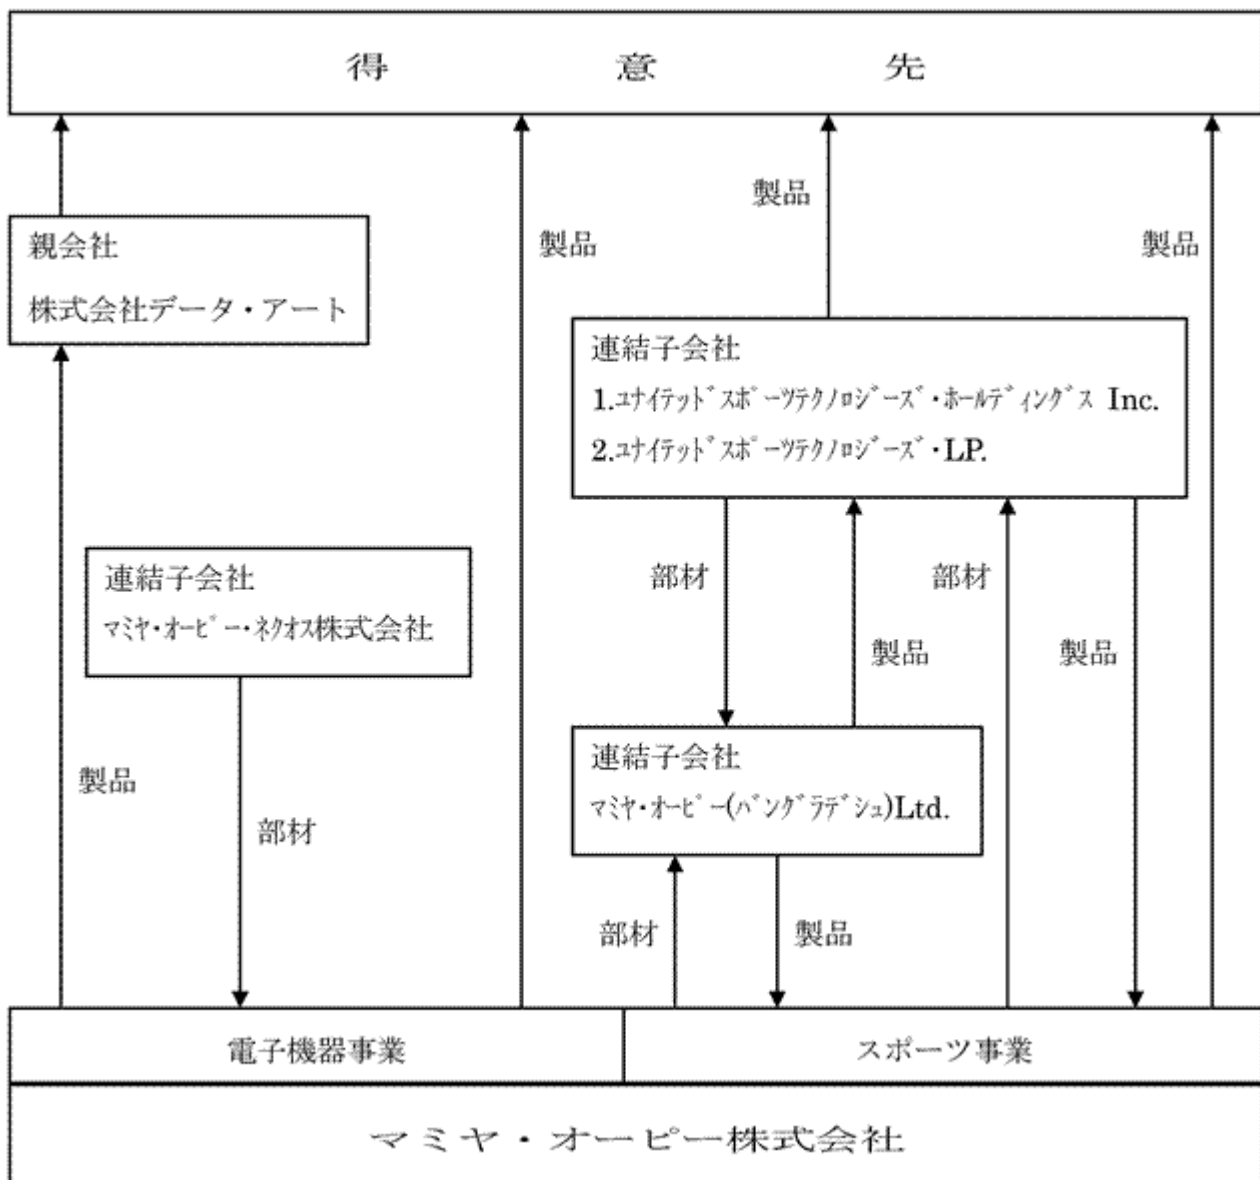 得意先
製品
製品
製品
親会社
株式会社データ・アート
連結子会社
1.ユナイテッドスポーツテクノロジーズ・ホールディングス Inc.
2.ユナイテッドスポーツテクノロジーズ・LP.
連結子会社
マミヤ・オーピー・ネクオス株式会社
部材
製品
部材
製品
連結子会社
マミヤ・オーピー(バングラデシュ)Ltd.
製品
部材
部材
製品
電子機器事業
スポーツ事業
マミヤ・オーピー株式会社